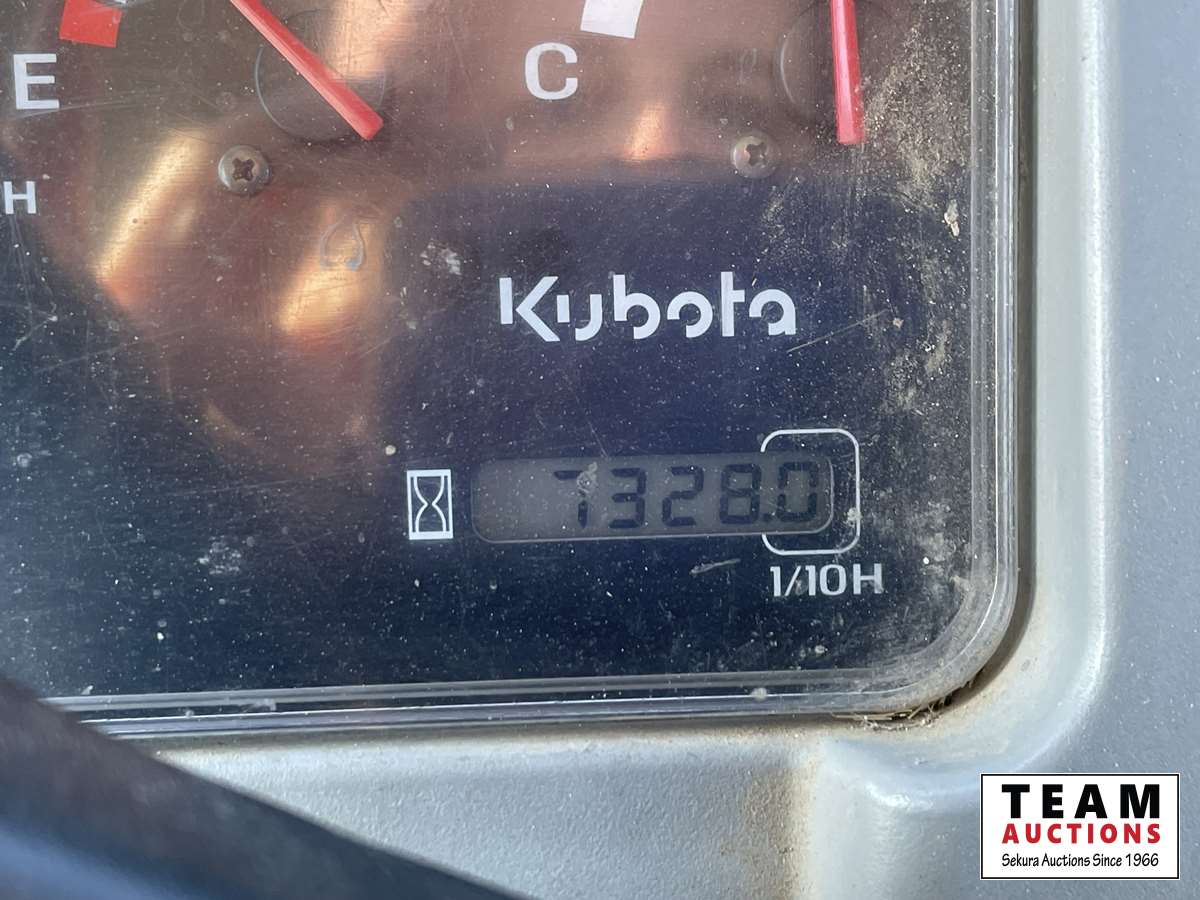 E
C
H
Kubota
7328.0
1/10H
TEAM
AUCTIONS
Sekura Auctions Since 1966